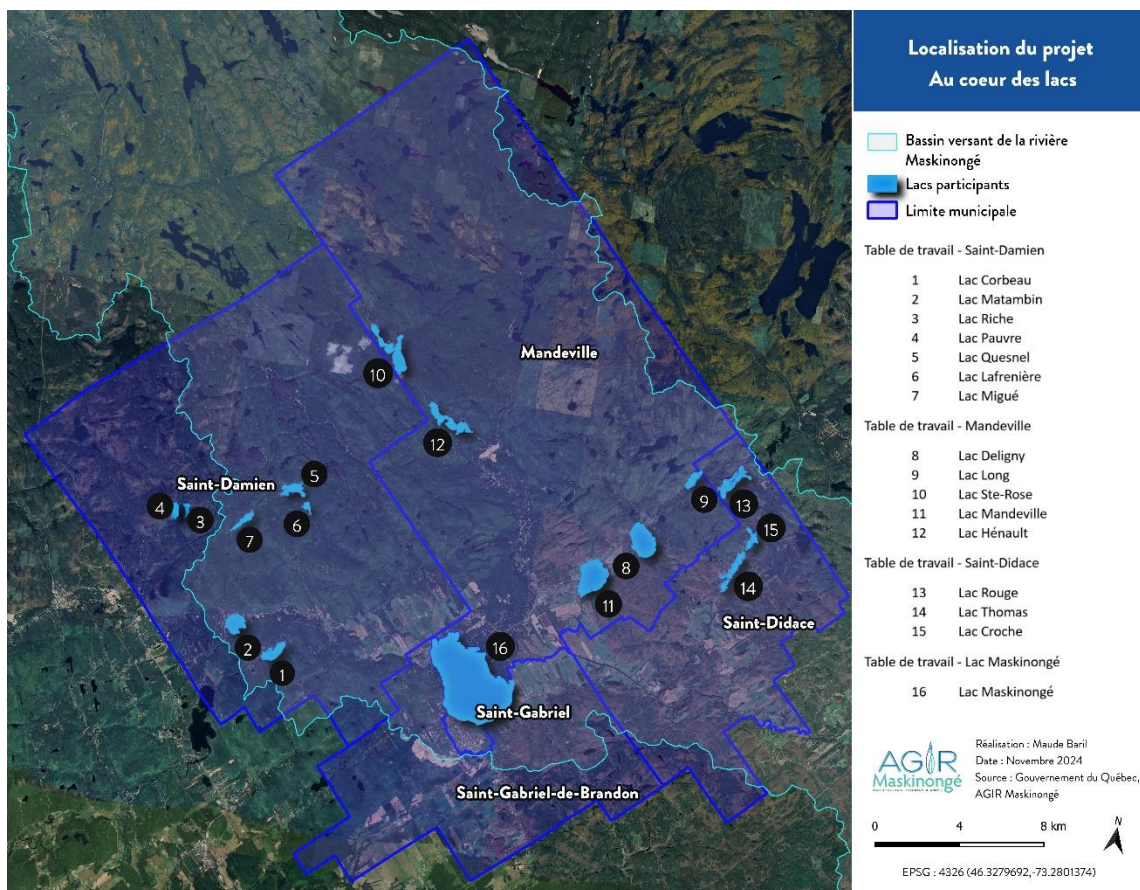 Localisation du projet
Au coeur des lacs
Bassin versant de la rivière
Maskinongé
Lacs participants
Limite municipale
Table de travail - Saint-Damien
1 Lac Corbeau
2 Lac Matambin
3 Lac Riche
4 Lac Pauvre
5 Lac Quesnel
6 Lac Lafrenière
7 Lac Migué
Table de travail - Mandeville
8 Lac Deligny
9 Lac Long
10 Lac Ste-Rose
11 Lac Mandeville
12 Lac Hénault
Table de travail - Saint-Didace
13 Lac Rouge
14 Lac Thomas
15 Lac Croche
Table de travail - Lac Maskinongé
16 Lac Maskinongé
AGIR
Maskinongé
Réalisation : Maude Baril
Date : Novembre 2024
Source : Gouvernement du Québec,
AGIR Maskinongé
0 4 8 km
N
EPSG : 4326 (46.3279692,-73.2801374)
Mandeville
10
12
Saint-Damien
5
4
3
6
7
9
13
15
8
14
11
Saint-Didace
2
1
16
Saint-Gabriel
Saint-Gabriel-de-Brandon